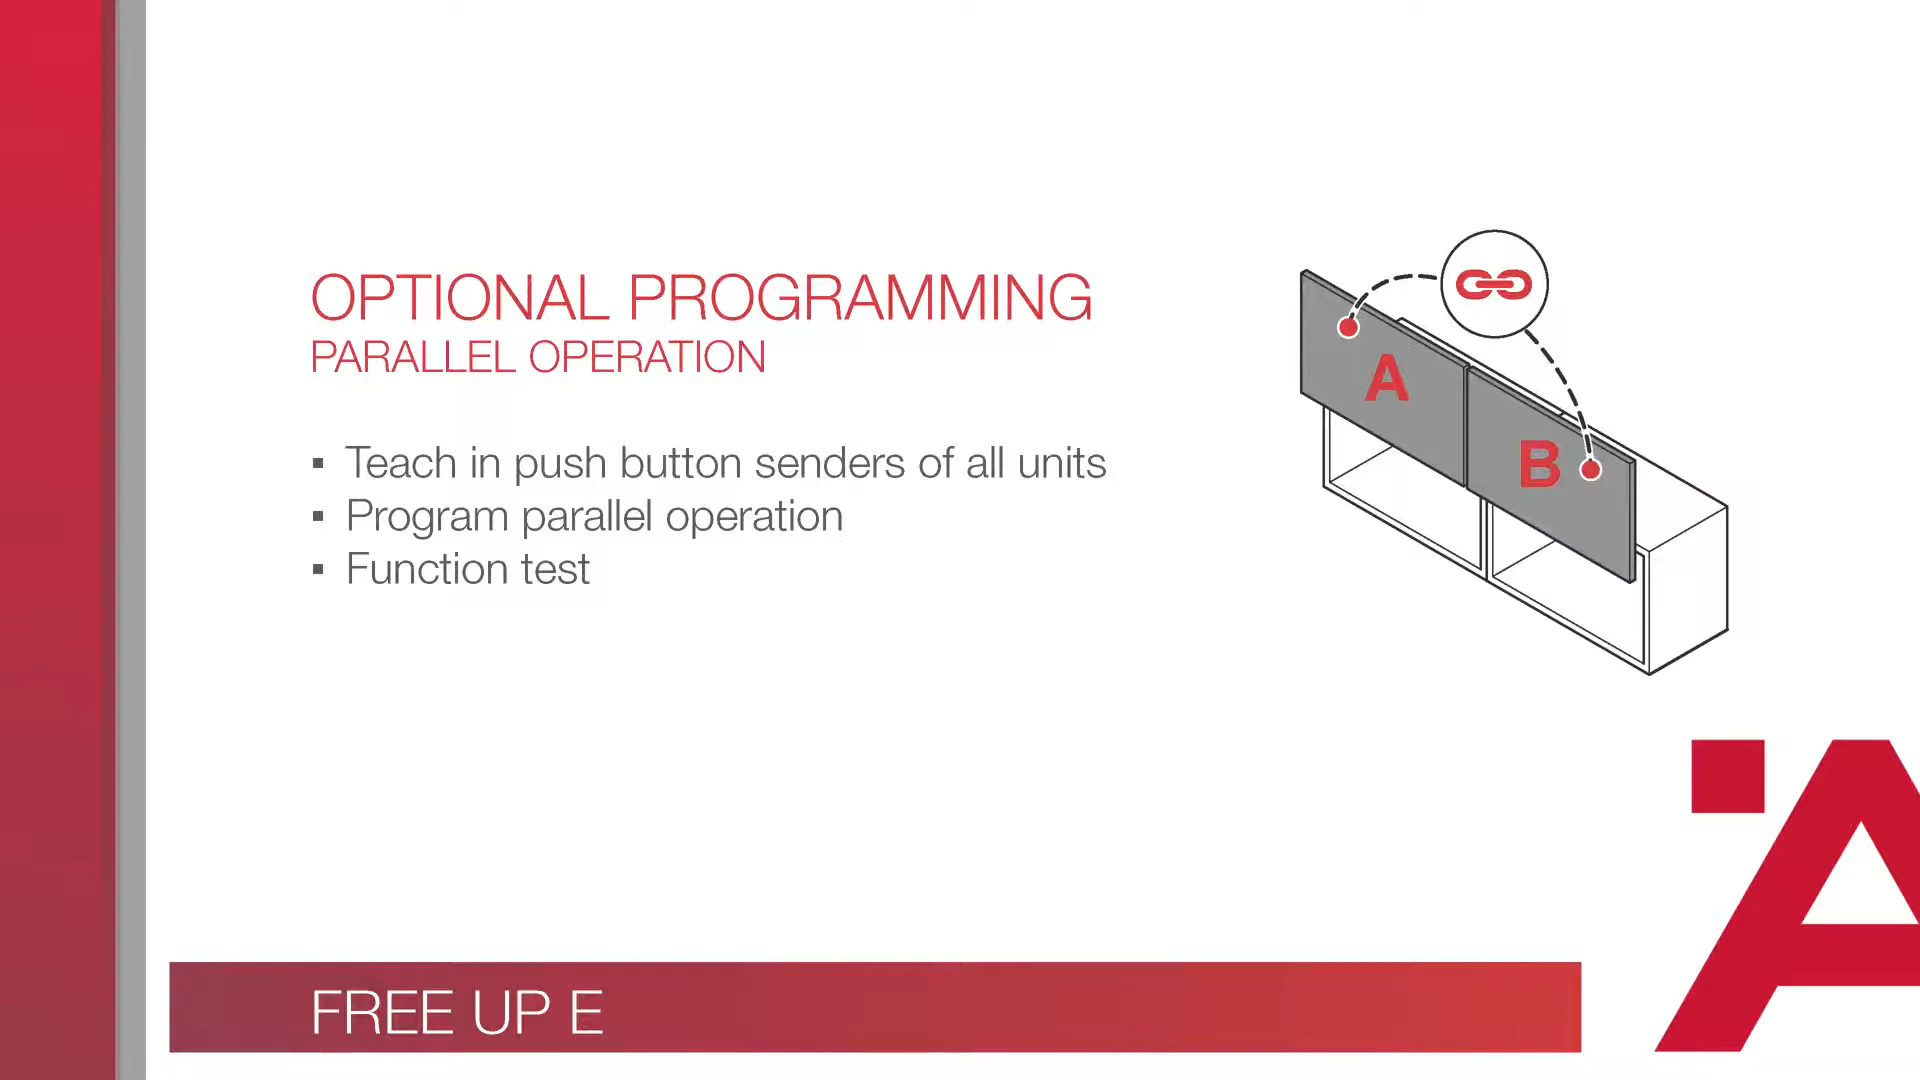 OPTIONAL PROGRAMMING
PARALLEL OPERATION
▪ Teach in push button senders of all units
▪ Program parallel operation
▪ Function test
A
B
FREE UP E